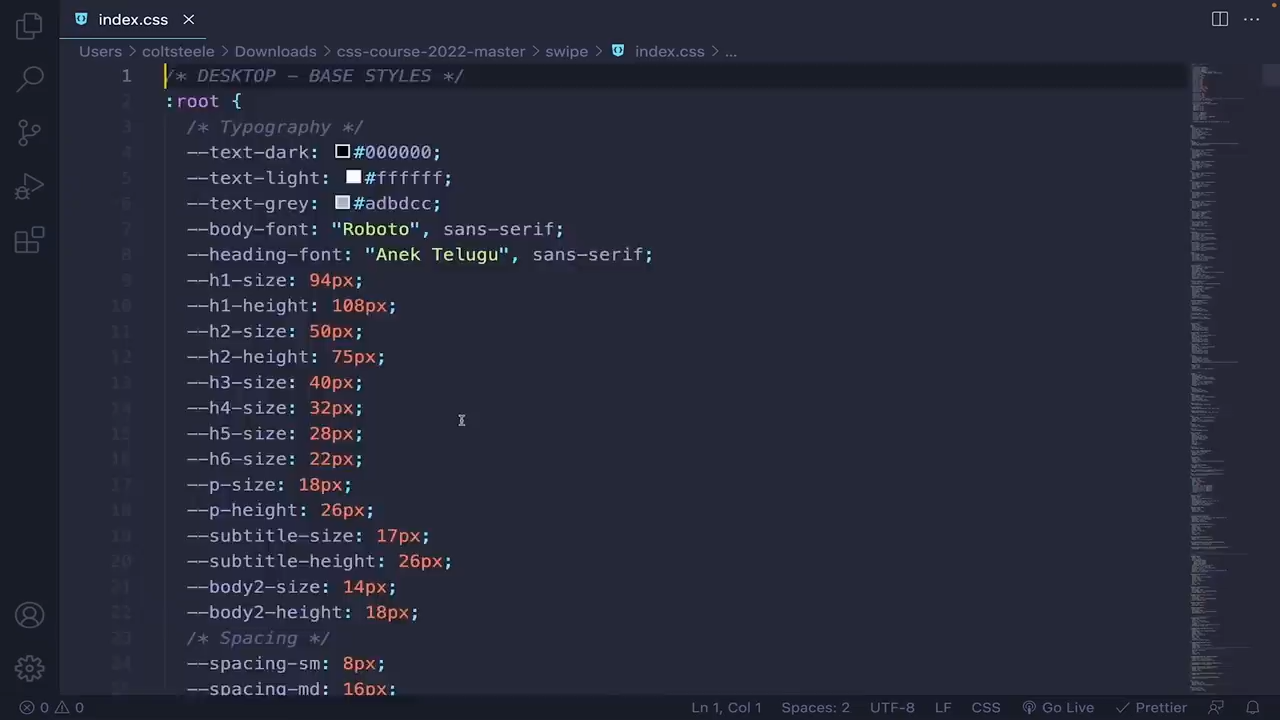 index.css
Users > coltsteele > Downloads > css-course-2022-master > swipe > index.css > ...
1 /* DESKTOP - BASE STYLES */
2 :root {
3 /* Typography */
4 --text-dark: #000000;
5 --text-light: #ffffff;
6 --text-grey: #adbdcc;
7 --body-font: "Roboto", sans-serif;
8 --heading-font: "Anek Telugu", sans-serif;
9 --h1-size: 94px;
10 --h1-height: 108px;
11 --h2-size: 50px;
12 --h2-height: 75px;
13 --h3-size: 40px;
14 --h4-size: 32px;
15 --h5-size: 22px;
16 --h6-size: 17px;
17 --p-size: 18px;
18 --p-height: 26px;
19 --subtitle-size: 17px;
20 --subtitle-height: 26px;
21 --body2-size: 14px;
22 --body2-height: 18px;
23 /* Spacing */
24 --spacing-sm: 8px;
--spacing-md: 16px;
0 0 Ln 1, Col 1 Spaces: 2 UTF-8 LF CSS Go Live Prettier